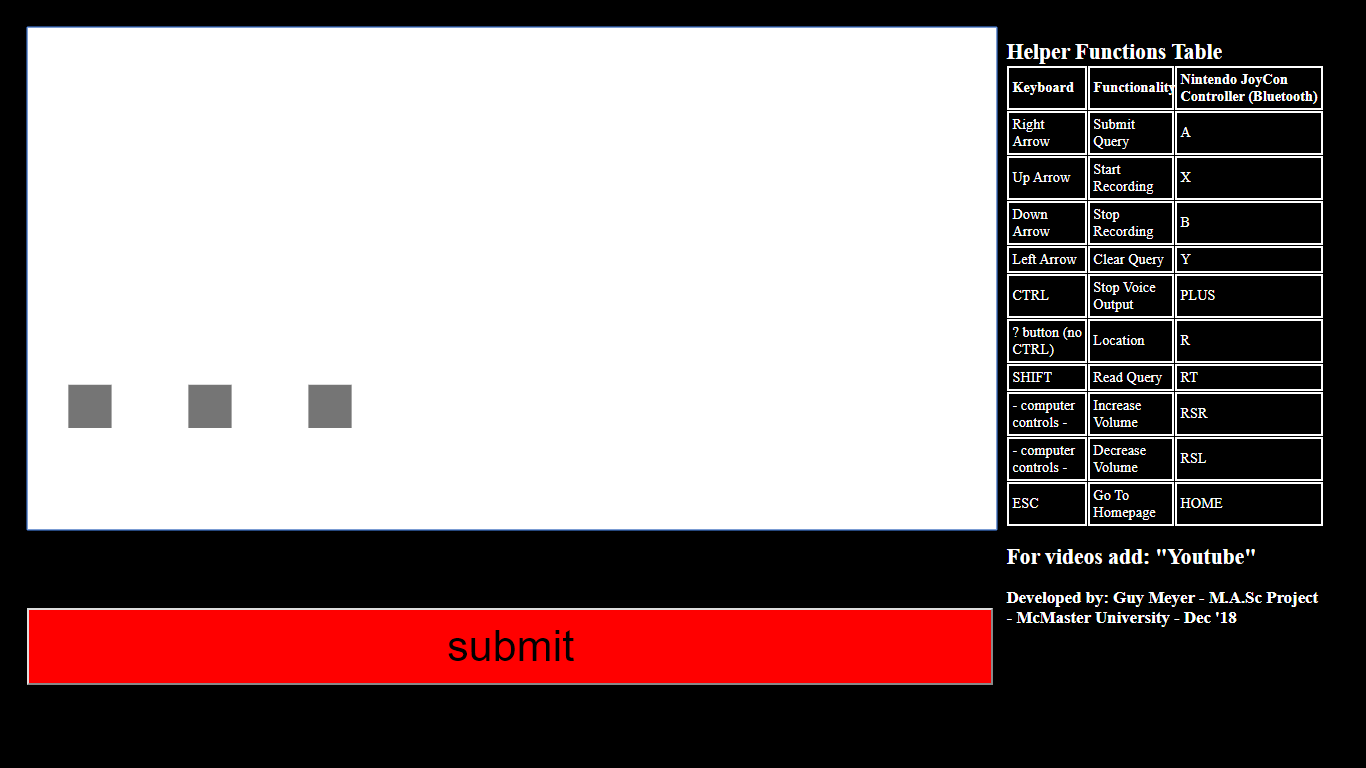 Helper Functions Table
Keyboard Functionality Nintendo JoyCon
Controller (Bluetooth)
Right
Arrow
Submit
Query
A
Up Arrow
Start
Recording
X
Down
Arrow
Stop
Recording
B
Left Arrow Clear Query Y
CTRL
Stop Voice
Output
PLUS
? button (no
CTRL)
Location
R
SHIFT Read Query RT
- computer
controls -
Increase
Volume
RSR
- computer
controls -
Decrease
Volume
RSL
ESC
Go To
Homepage
HOME
For videos add: "Youtube"
Developed by: Guy Meyer - M.A.Sc Project
- McMaster University - Dec '18
submit